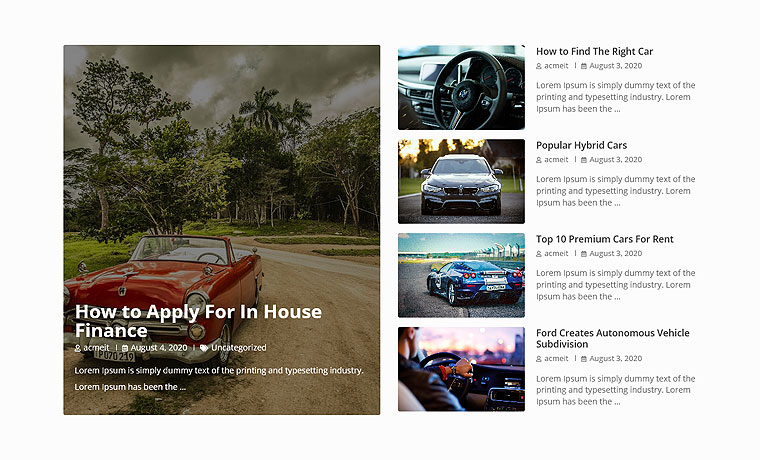 How to Apply For In House
Finance
acmeit | August 4, 2020 | Uncategorized
Lorem Ipsum is simply dummy text of the printing and typesetting industry.
Lorem Ipsum has been the ...
How to Find The Right Car
acmeit | August 3, 2020
Lorem Ipsum is simply dummy text of the
printing and typesetting industry. Lorem
Ipsum has been the ...
Popular Hybrid Cars
acmeit | August 3, 2020
Lorem Ipsum is simply dummy text of the
printing and typesetting industry. Lorem
Ipsum has been the ...
Top 10 Premium Cars For Rent
acmeit | August 3, 2020
Lorem Ipsum is simply dummy text of the
printing and typesetting industry. Lorem
Ipsum has been the ...
Ford Creates Autonomous Vehicle
Subdivision
acmeit | August 3, 2020
Lorem Ipsum is simply dummy text of the
printing and typesetting industry. Lorem
Ipsum has been the ...